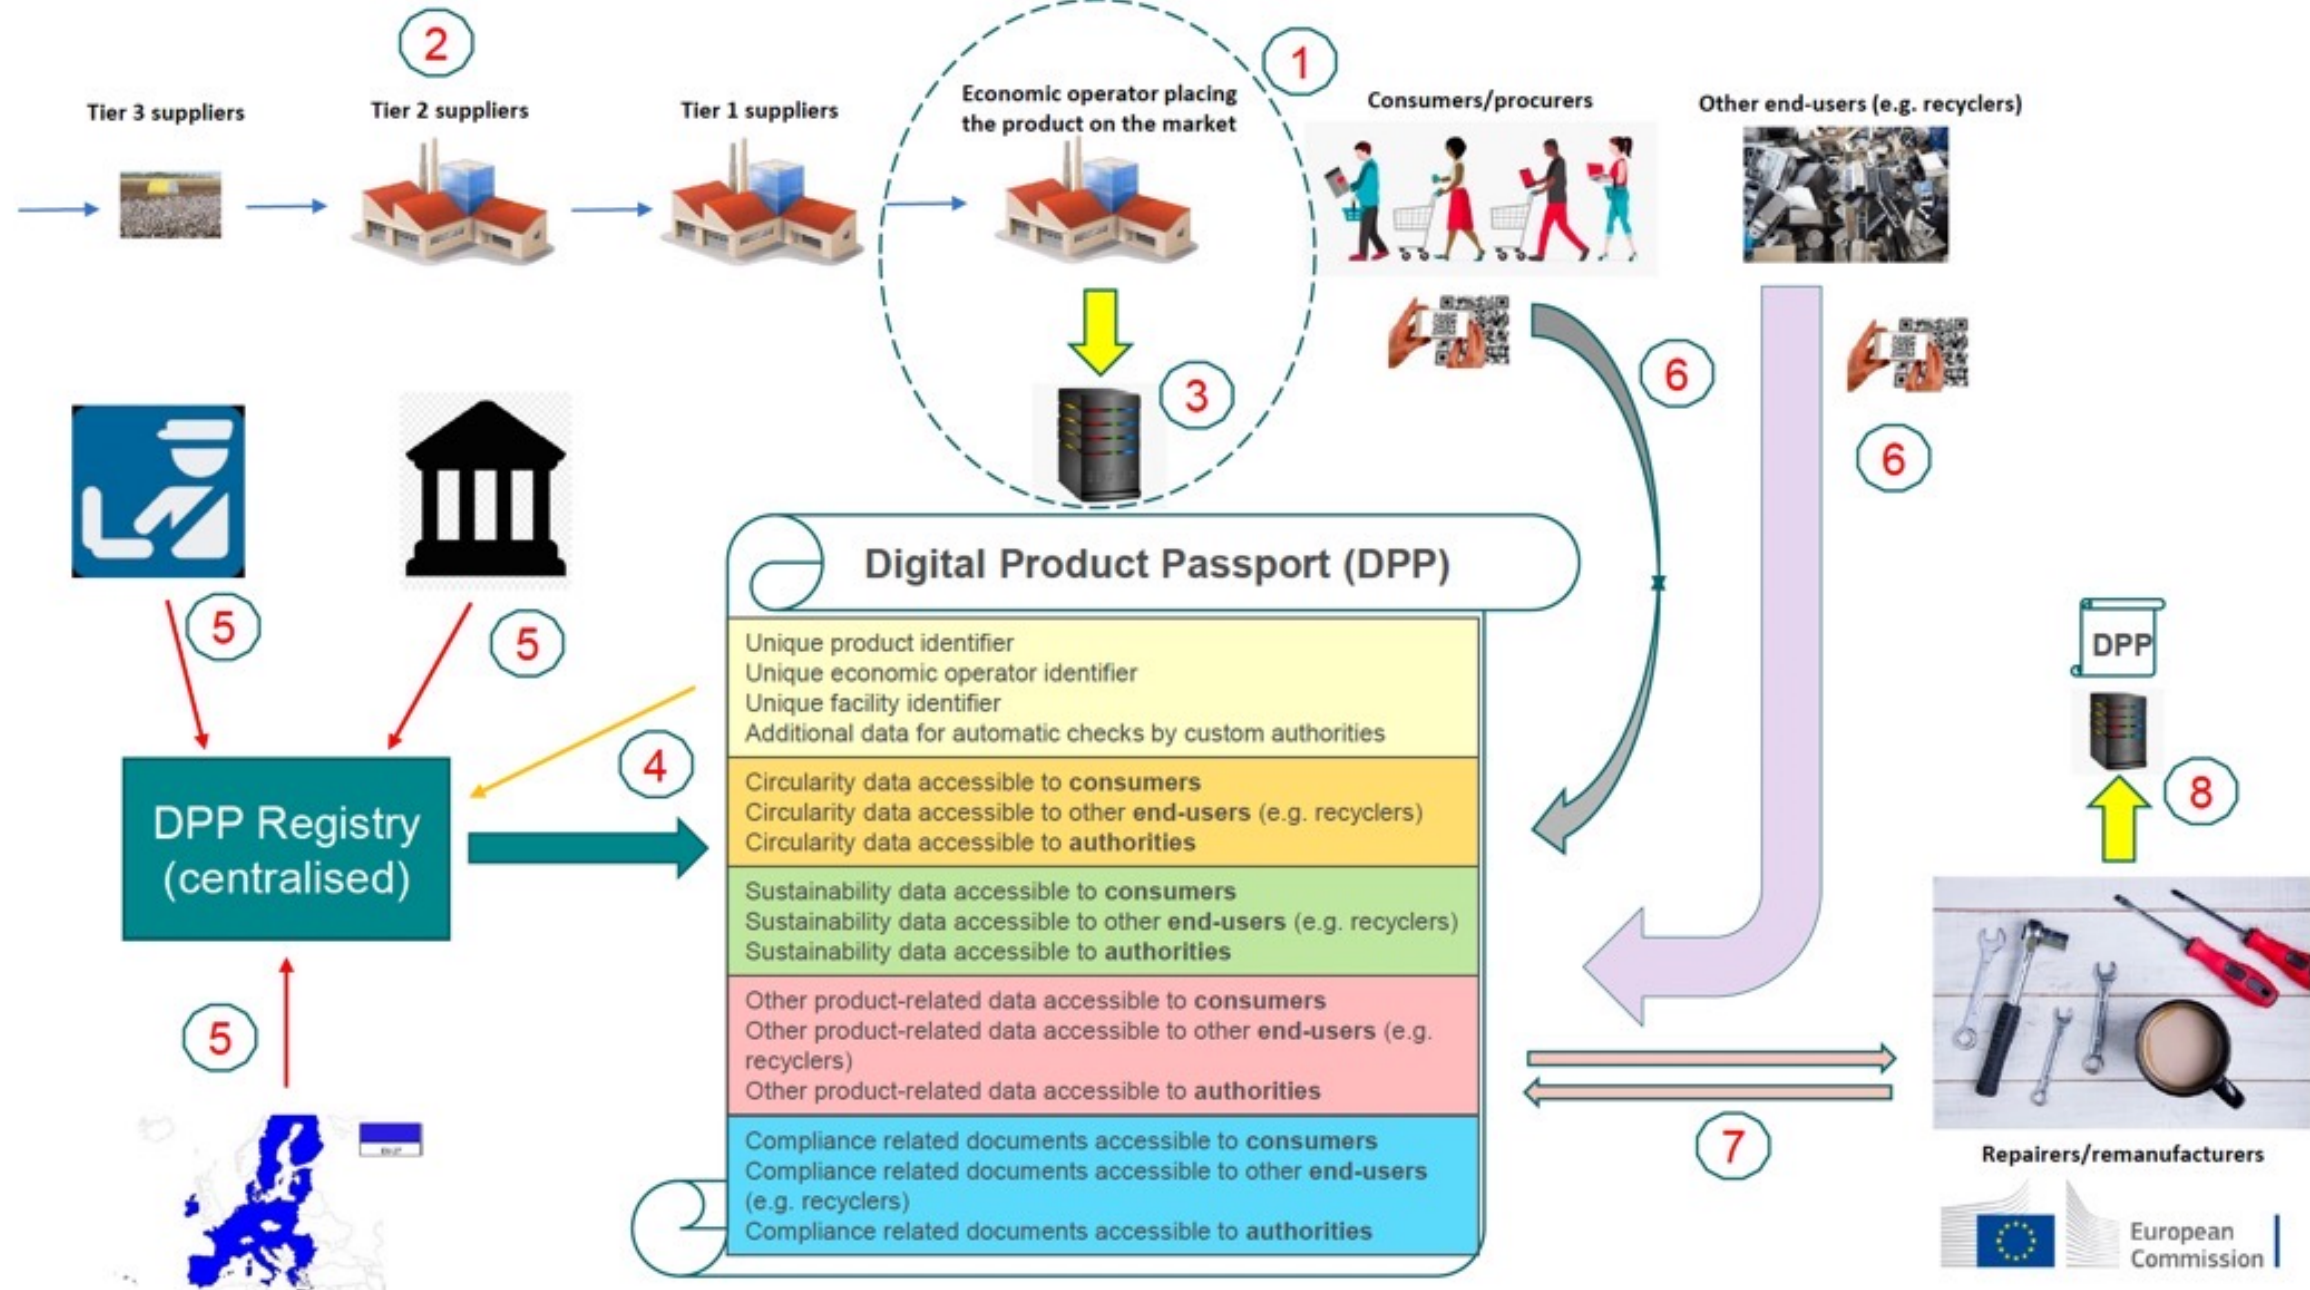 2
1
Tier 3 suppliers
Tier 2 suppliers
Tier 1 suppliers
Economic operator placing
the product on the market
Consumers/procurers
Other end-users (e.g. recyclers)
3
6
6
5
5
Digital Product Passport (DPP)
Unique product identifier
Unique economic operator identifier
Unique facility identifier
Additional data for automatic checks by custom authorities
Circularity data accessible to consumers
Circularity data accessible to other end-users (e.g. recyclers)
Circularity data accessible to authorities
Sustainability data accessible to consumers
Sustainability data accessible to other end-users (e.g. recyclers)
Sustainability data accessible to authorities
Other product-related data accessible to consumers
Other product-related data accessible to other end-users (e.g.
recyclers)
Other product-related data accessible to authorities
Compliance related documents accessible to consumers
Compliance related documents accessible to other end-users
(e.g. recyclers)
Compliance related documents accessible to authorities
4
DPP Registry
(centralised)
5
DPP
8
7
Repairers/remanufacturers
European
Commission